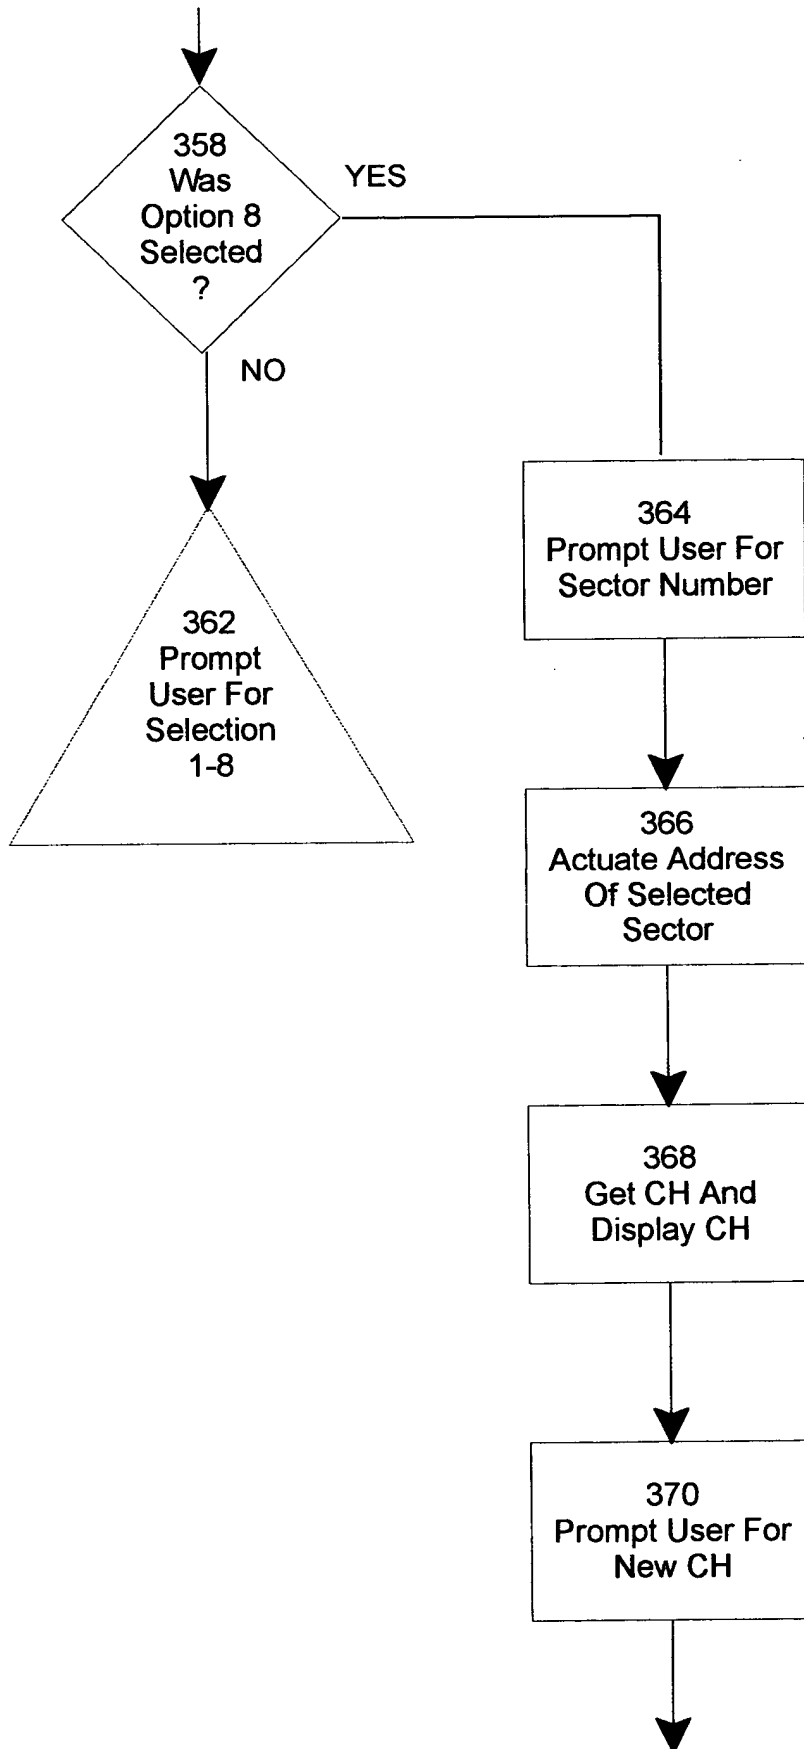 358
Was
Option 8
Selected
?
YES
NO
362
Prompt
User For
Selection
1-8
364
Prompt User For
Sector Number
366
Actuate Address
Of Selected
Sector
368
Get CH And
Display CH
370
Prompt User For
New CH